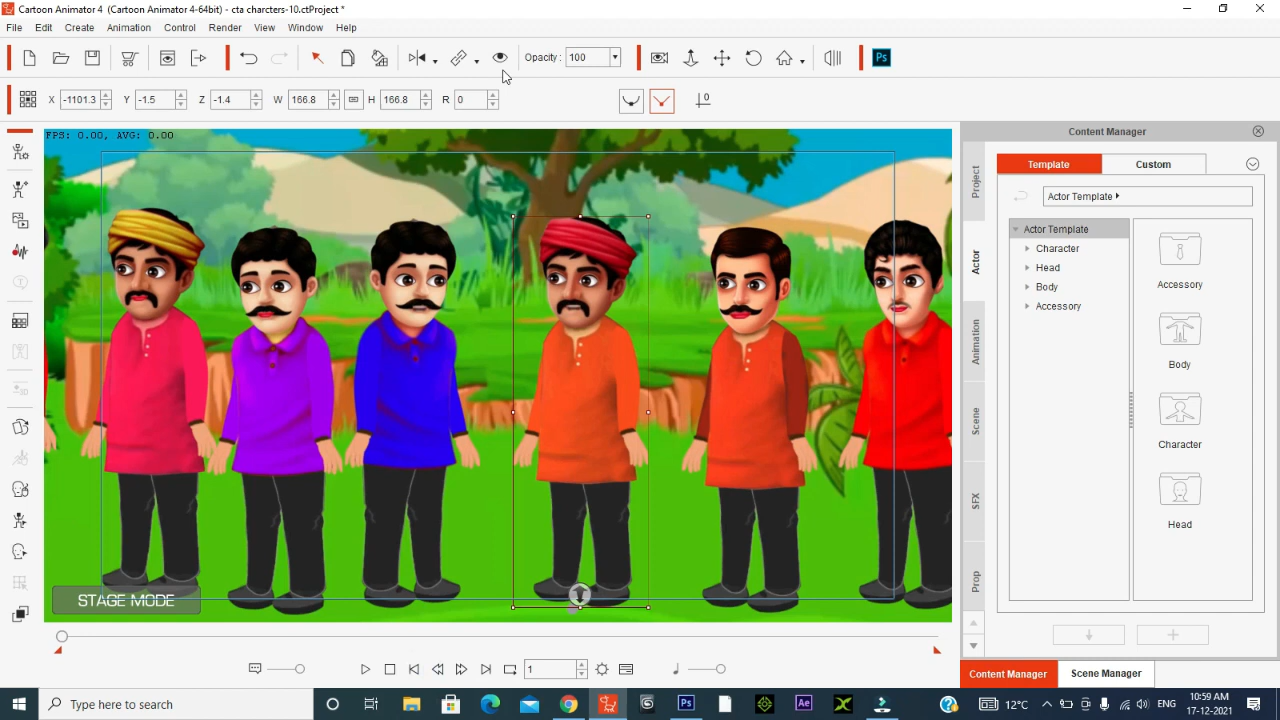 Cartoon Animator 4  (Cartoon Animator 4-64bit) - cta charcters-10.ctProject *
File Edit Create Animation Control Render View Window Help
Opacity : 100
Ps
X -1101.3 Y -1.5 Z -1.4 W 166.8 H 166.8 R 0
0
FPS: 0.00, AVG: 0.00
Content Manager
Template Custom
Actor Template
Project
Actor
Animation
Scene
SFX
Prop
Actor Template
Character
Head
Body
Accessory
Accessory
Body
Character
Head
STAGE MODE
1
Content Manager Scene Manager
Type here to search
Ps
Ae
12°C
ENG
10:59 AM
17-12-2021